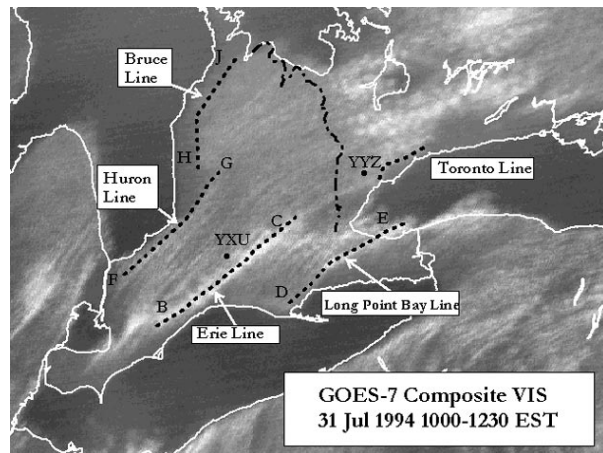 Bruce
Line
J
H
G
Huron
Line
F
YYZ
Toronto Line
C
E
YXU
B
D
Erie Line
Long Point Bay Line
GOES-7 Composite VIS
31 Jul 1994 1000-1230 EST